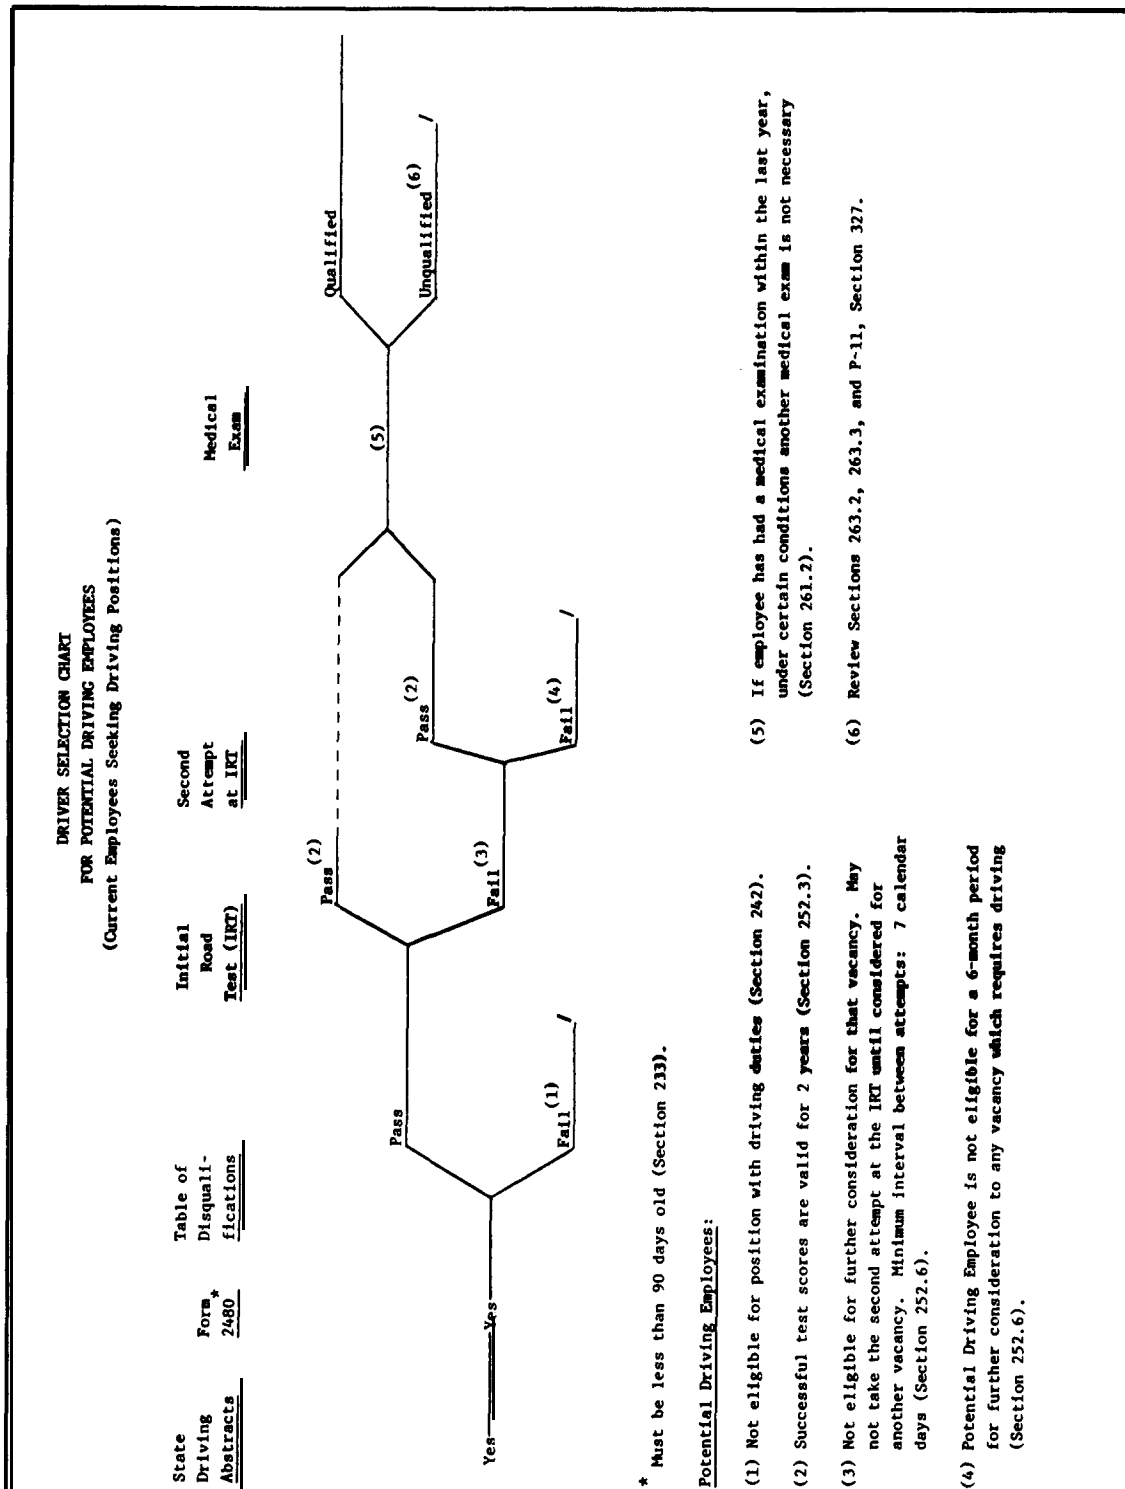 DRIVER SELECTION CHART
FOR POTENTIAL DRIVING EMPLOYEES
(Current Employees Seeking Driving Positions)
State
Driving
Abstracts
Form*
2480
Table of
Disquali-
fications
Initial
Road
Test (IRT)
Second
Attempt
at IRT
Medical
Exam
Yes
Yes
Pass
Fail(1)
Pass(2)
Fail(3)
Pass(2)
Fail(4)
(5)
Qualified
Unqualified(6)
* Must be less than 90 days old (Section 233).
Potential Driving Employees:
(1) Not eligible for position with driving duties (Section 242).
(2) Successful test scores are valid for 2 years (Section 252.3).
(3) Not eligible for further consideration for that vacancy. May
not take the second attempt at the IRT until considered for
another vacancy. Minimum interval between attempts: 7 calendar
days (Section 252.6).
(4) Potential Driving Employee is not eligible for a 6-month period
for further consideration to any vacancy which requires driving
(Section 252.6).
(5) If employee has had a medical examination within the last year,
under certain conditions another medical exam is not necessary
(Section 261.2).
(6) Review Sections 263.2, 263.3, and P-11, Section 327.